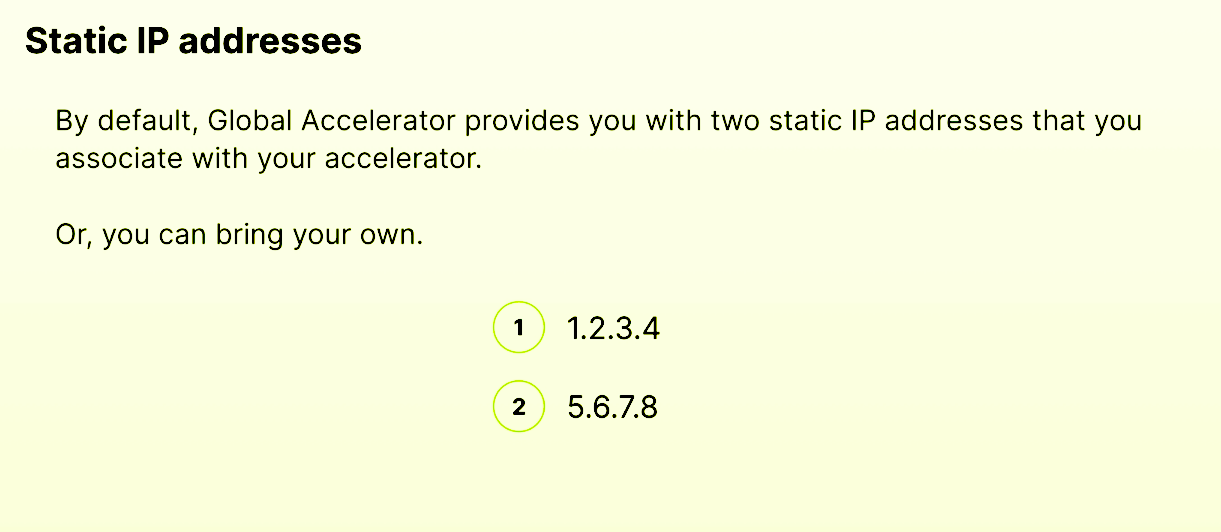 Static IP addresses
By default, Global Accelerator provides you with two static IP addresses that you
associate with your accelerator.
Or, you can bring your own.
1 1.2.3.4
2 5.6.7.8